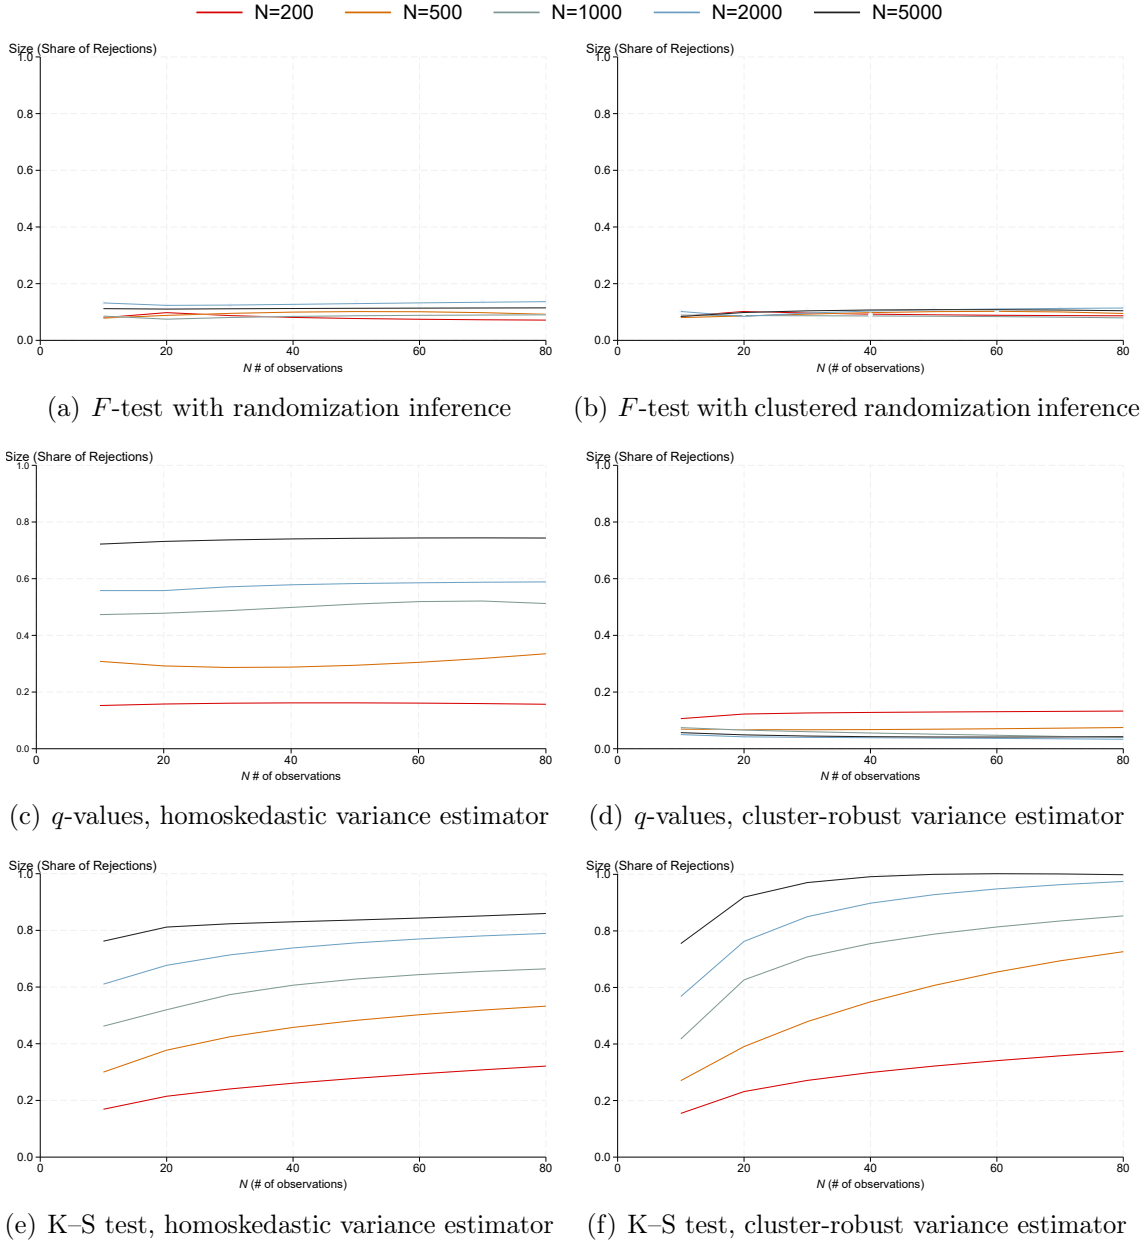 N=200 N=500 N=1000 N=2000 N=5000
Size (Share of Rejections)
1.0
0.8
0.6
0.4
0.2
0.0
0 20 40 60 80
N # of observations
(a) F-test with randomization inference
Size (Share of Rejections)
1.0
0.8
0.6
0.4
0.2
0.0
0 20 40 60 80
N (# of observations)
(b) F-test with clustered randomization inference
Size (Share of Rejections)
1.0
0.8
0.6
0.4
0.2
0.0
0 20 40 60 80
N # of observations
(c) q-values, homoskedastic variance estimator
Size (Share of Rejections)
1.0
0.8
0.6
0.4
0.2
0.0
0 20 40 60 80
N # of observations
(d) q-values, cluster-robust variance estimator
Size (Share of Rejections)
1.0
0.8
0.6
0.4
0.2
0.0
0 20 40 60 80
N (# of observations)
(e) K–S test, homoskedastic variance estimator
Size (Share of Rejections)
1.0
0.8
0.6
0.4
0.2
0.0
0 20 40 60 80
N (# of observations)
(f) K–S test, cluster-robust variance estimator